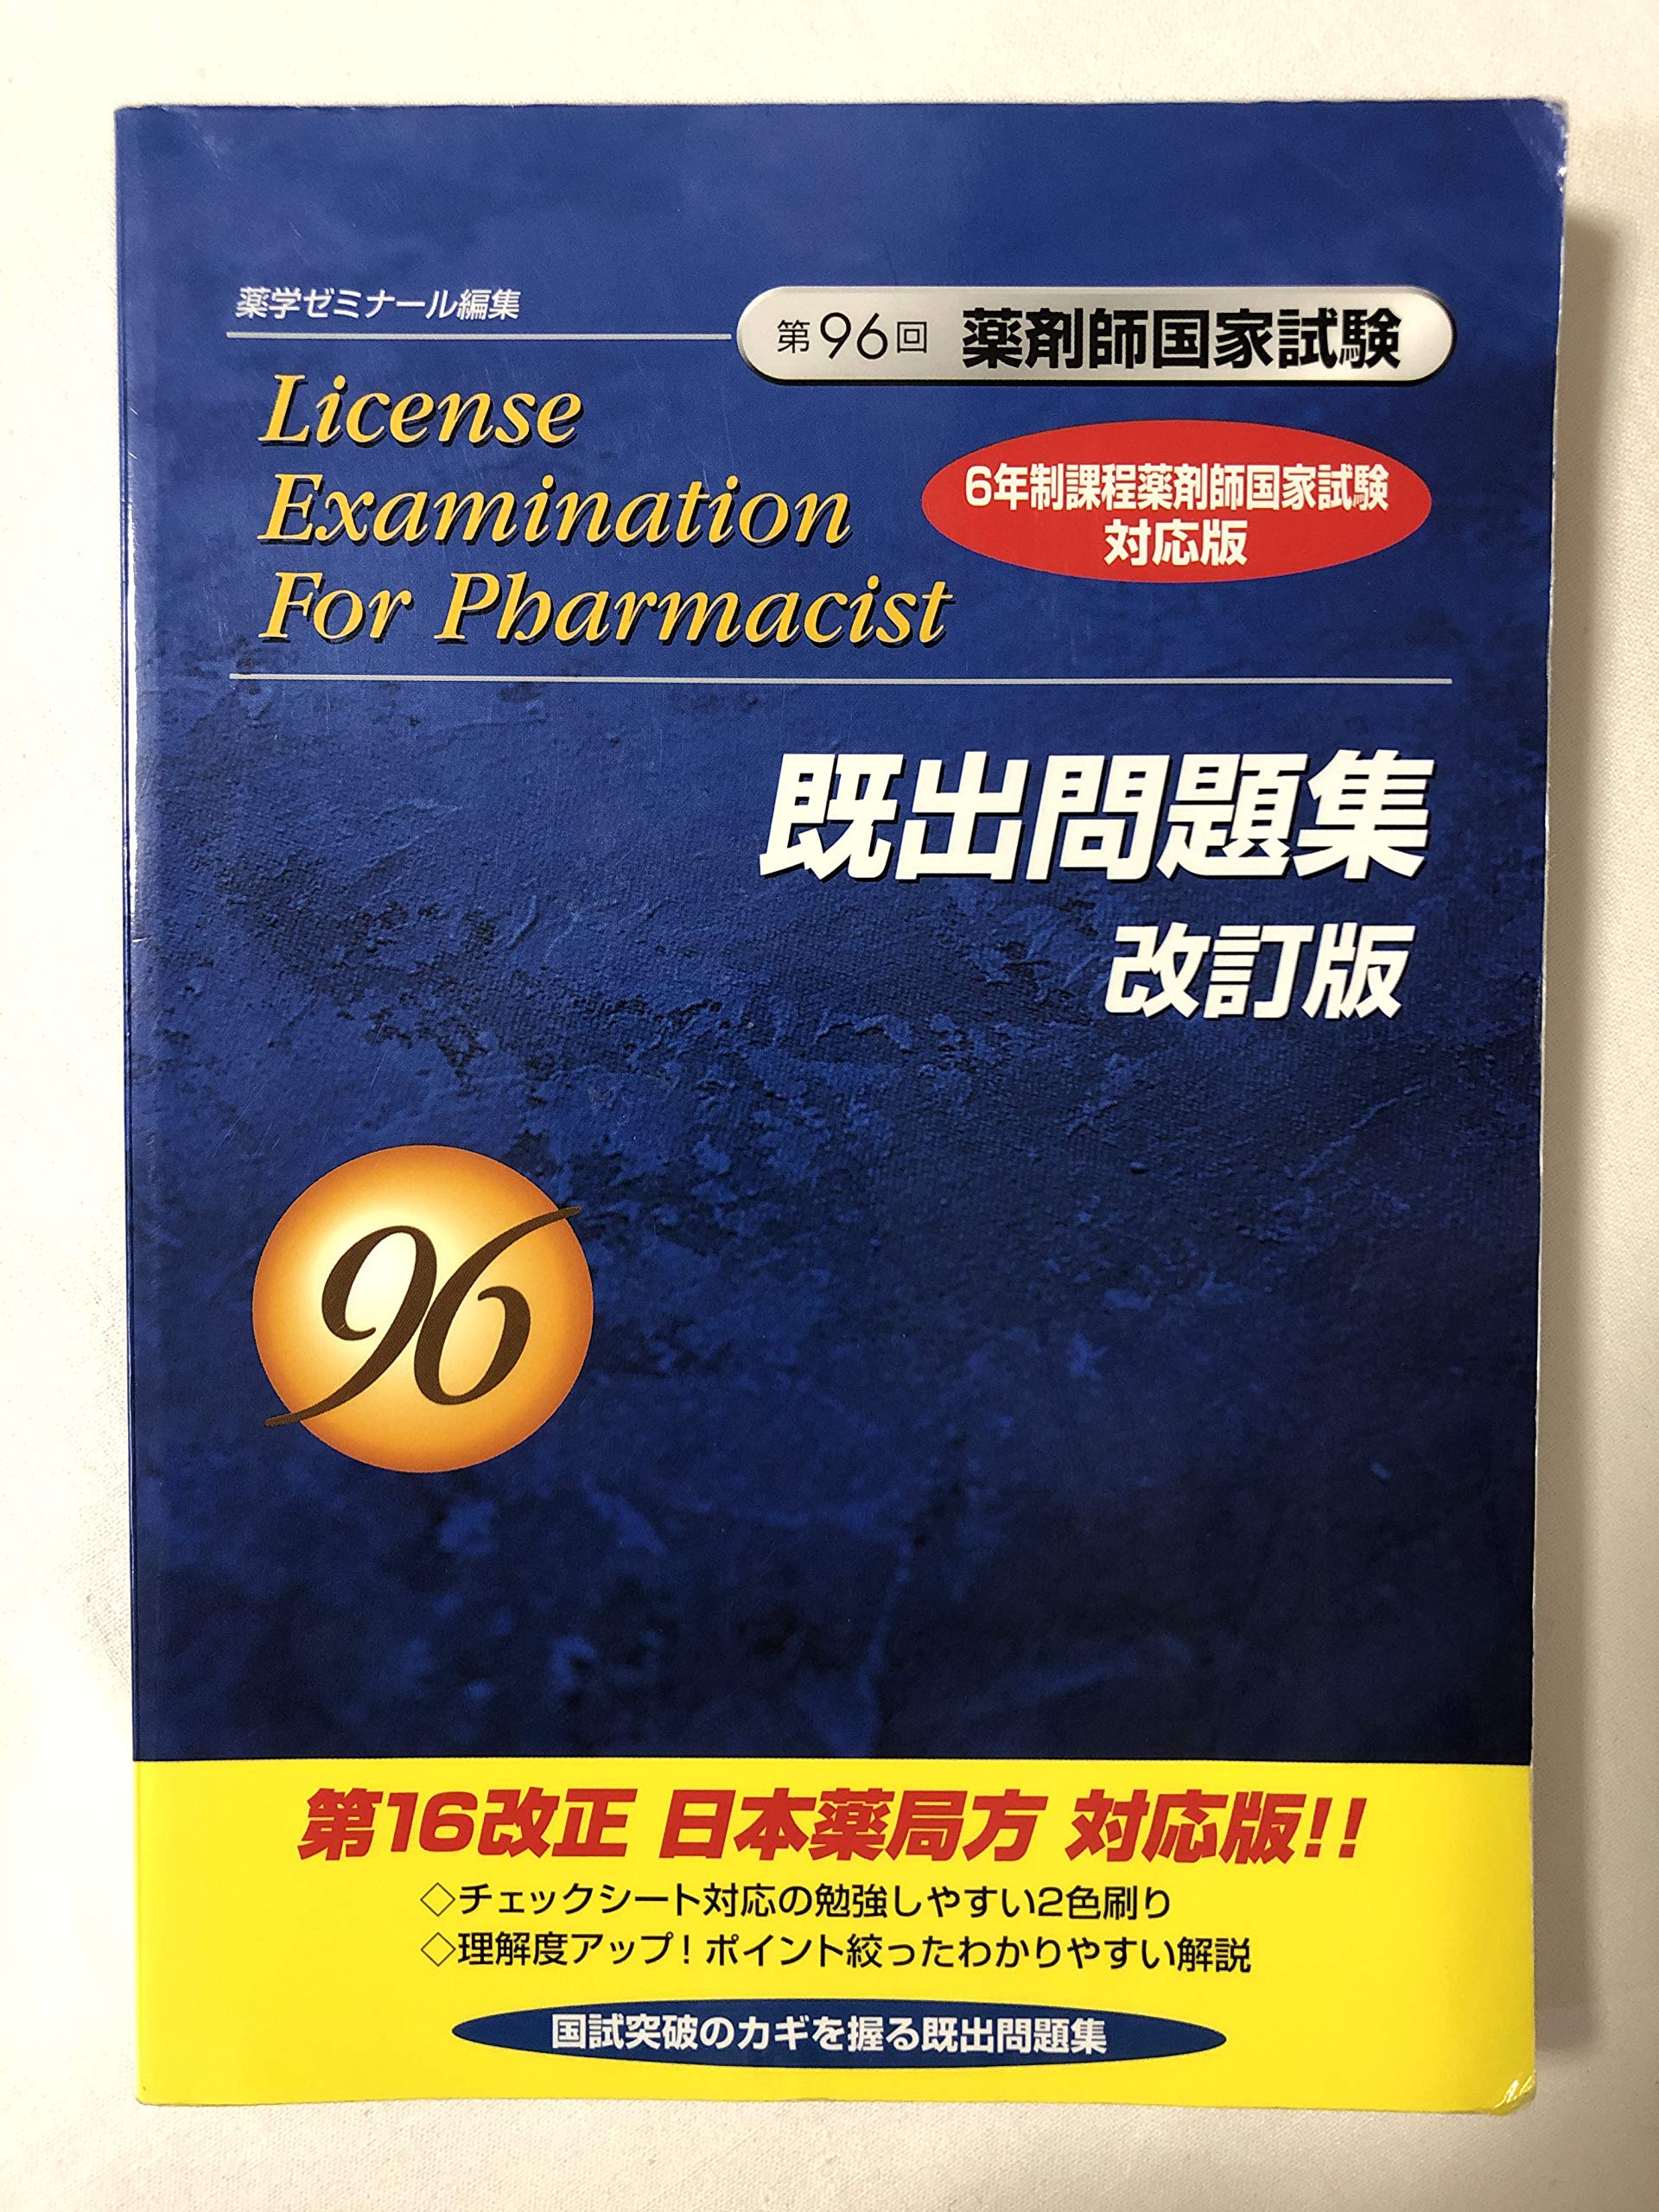 薬学ゼミナール編集
第96回 薬剤師国家試験
License
Examination
For Pharmacist
6年制課程薬剤師国家試験
対応版
既出問題集
改訂版
96
第16改正 日本薬局方 対応版!!
◇チェックシート対応の勉強しやすい2色刷り
◇理解度アップ!ポイント絞ったわかりやすい解説
国試突破のカギを握る既出問題集